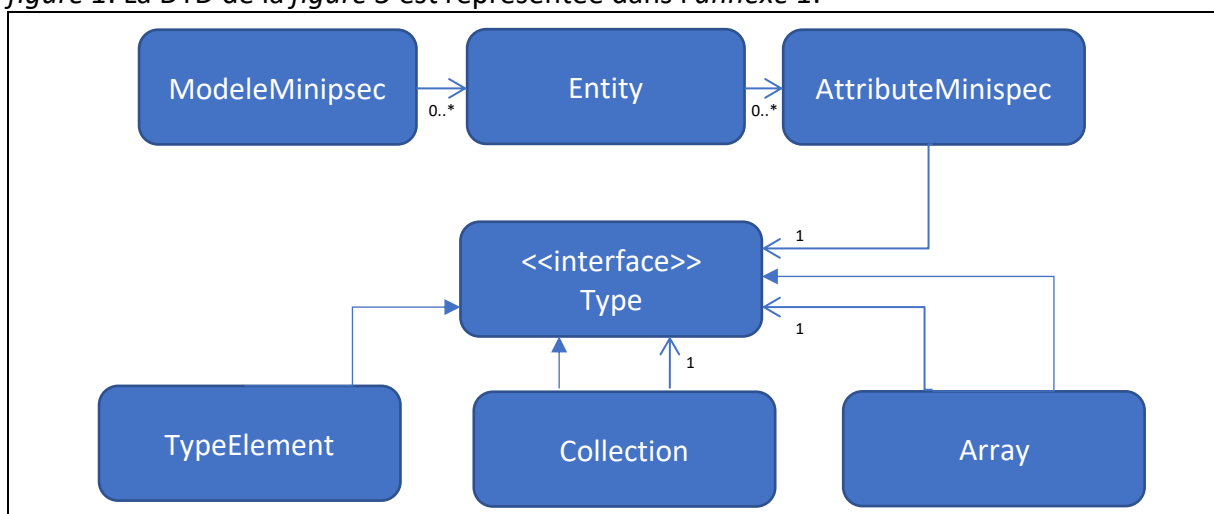 figure 1. La DTD de la figure 3 est représentée dans l'annexe 1.
ModeleMinipsec
Entity
AttributeMinispec
0..*
0..*
<<interface>>
Type
1
1
1
TypeElement
Collection
Array